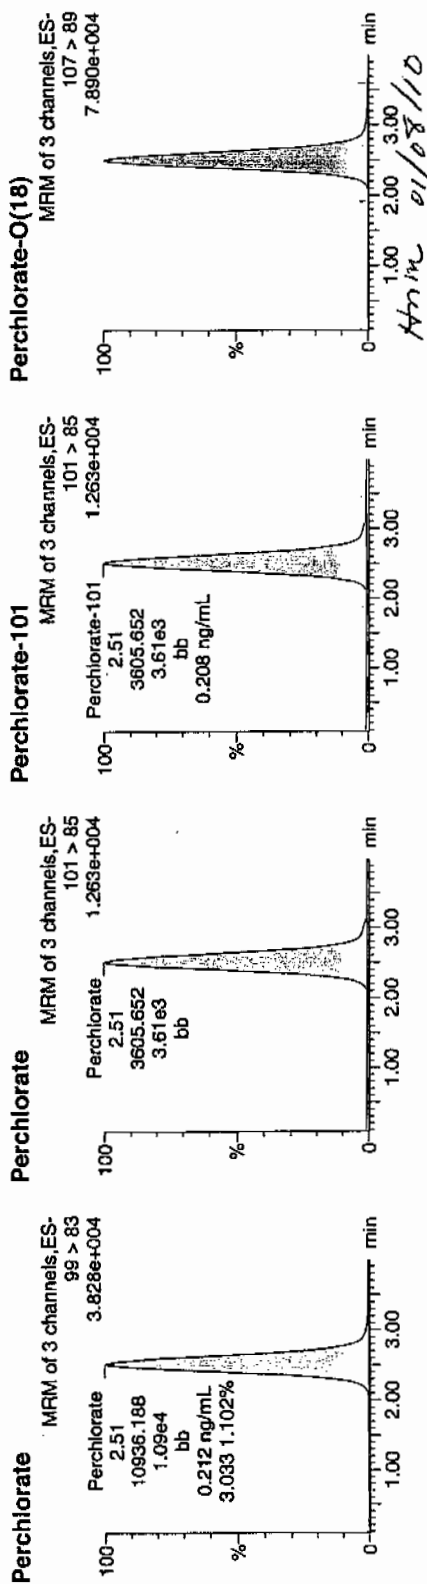 Perchlorate
MRM of 3 channels,ES-
99 > 83
3.828e+004
100
%
0
Perchlorate
2.51
10936.188
1.09e4
bb
0.212 ng/mL
3.033 1.102%
1.00 2.00 3.00 min
Perchlorate
MRM of 3 channels,ES-
101 > 85
1.263e+004
100
%
0
Perchlorate
2.51
3605.652
3.61e3
bb
1.00 2.00 3.00 min
Perchlorate-101
MRM of 3 channels,ES-
101 > 85
1.263e+004
100
%
0
Perchlorate-101
2.51
3605.652
3.61e3
bb
0.208 ng/mL
1.00 2.00 3.00 min
Perchlorate-O(18)
MRM of 3 channels,ES-
107 > 89
7.890e+004
100
%
0
1.00 2.00 3.00 min
01/08/10